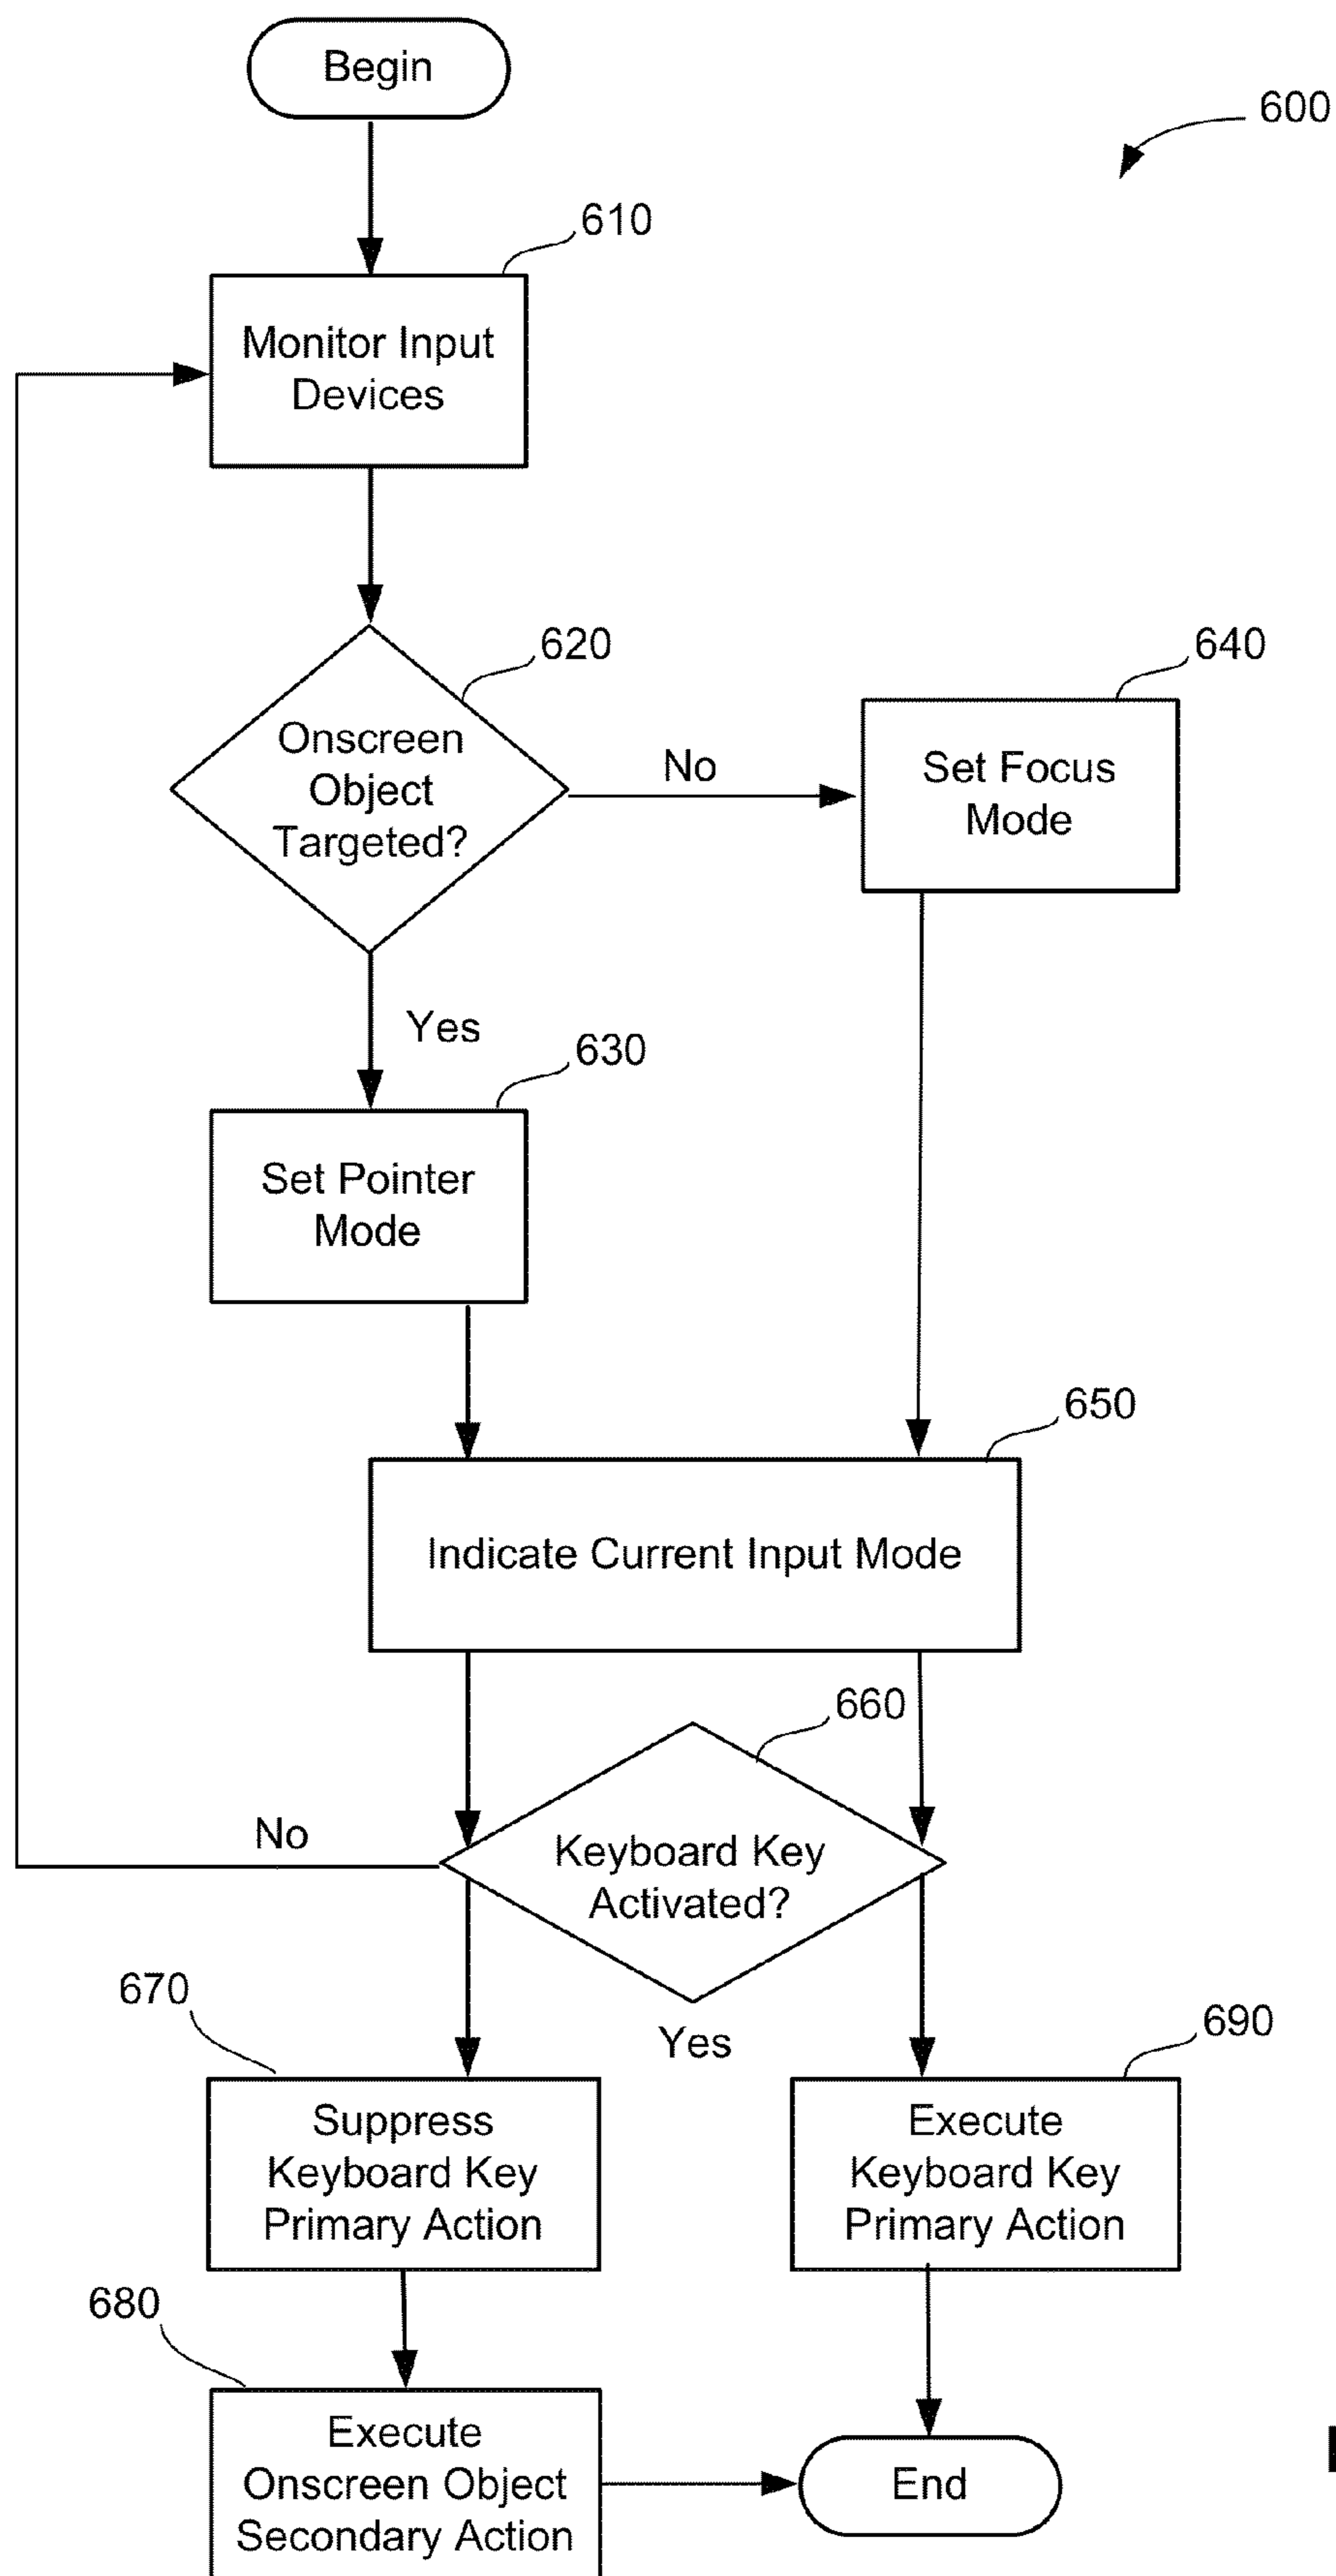 Begin
600
610
Monitor Input
Devices
620
640
Onscreen
Object
Targeted?
No
Set Focus
Mode
Yes
630
Set Pointer
Mode
650
Indicate Current Input Mode
660
No
Keyboard Key
Activated?
670
Yes
690
Suppress
Keyboard Key
Primary Action
Execute
Keyboard Key
Primary Action
680
Execute
Onscreen Object
Secondary Action
End